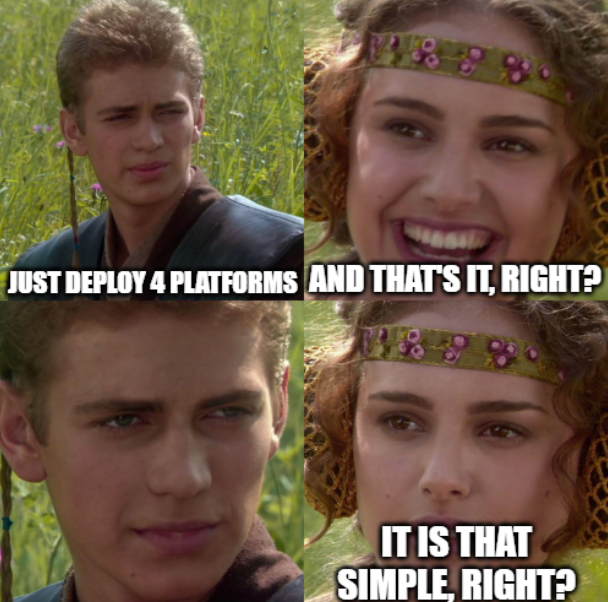 JUST DEPLOY 4 PLATFORMS
AND THAT'S IT, RIGHT?
IT IS THAT
SIMPLE, RIGHT?